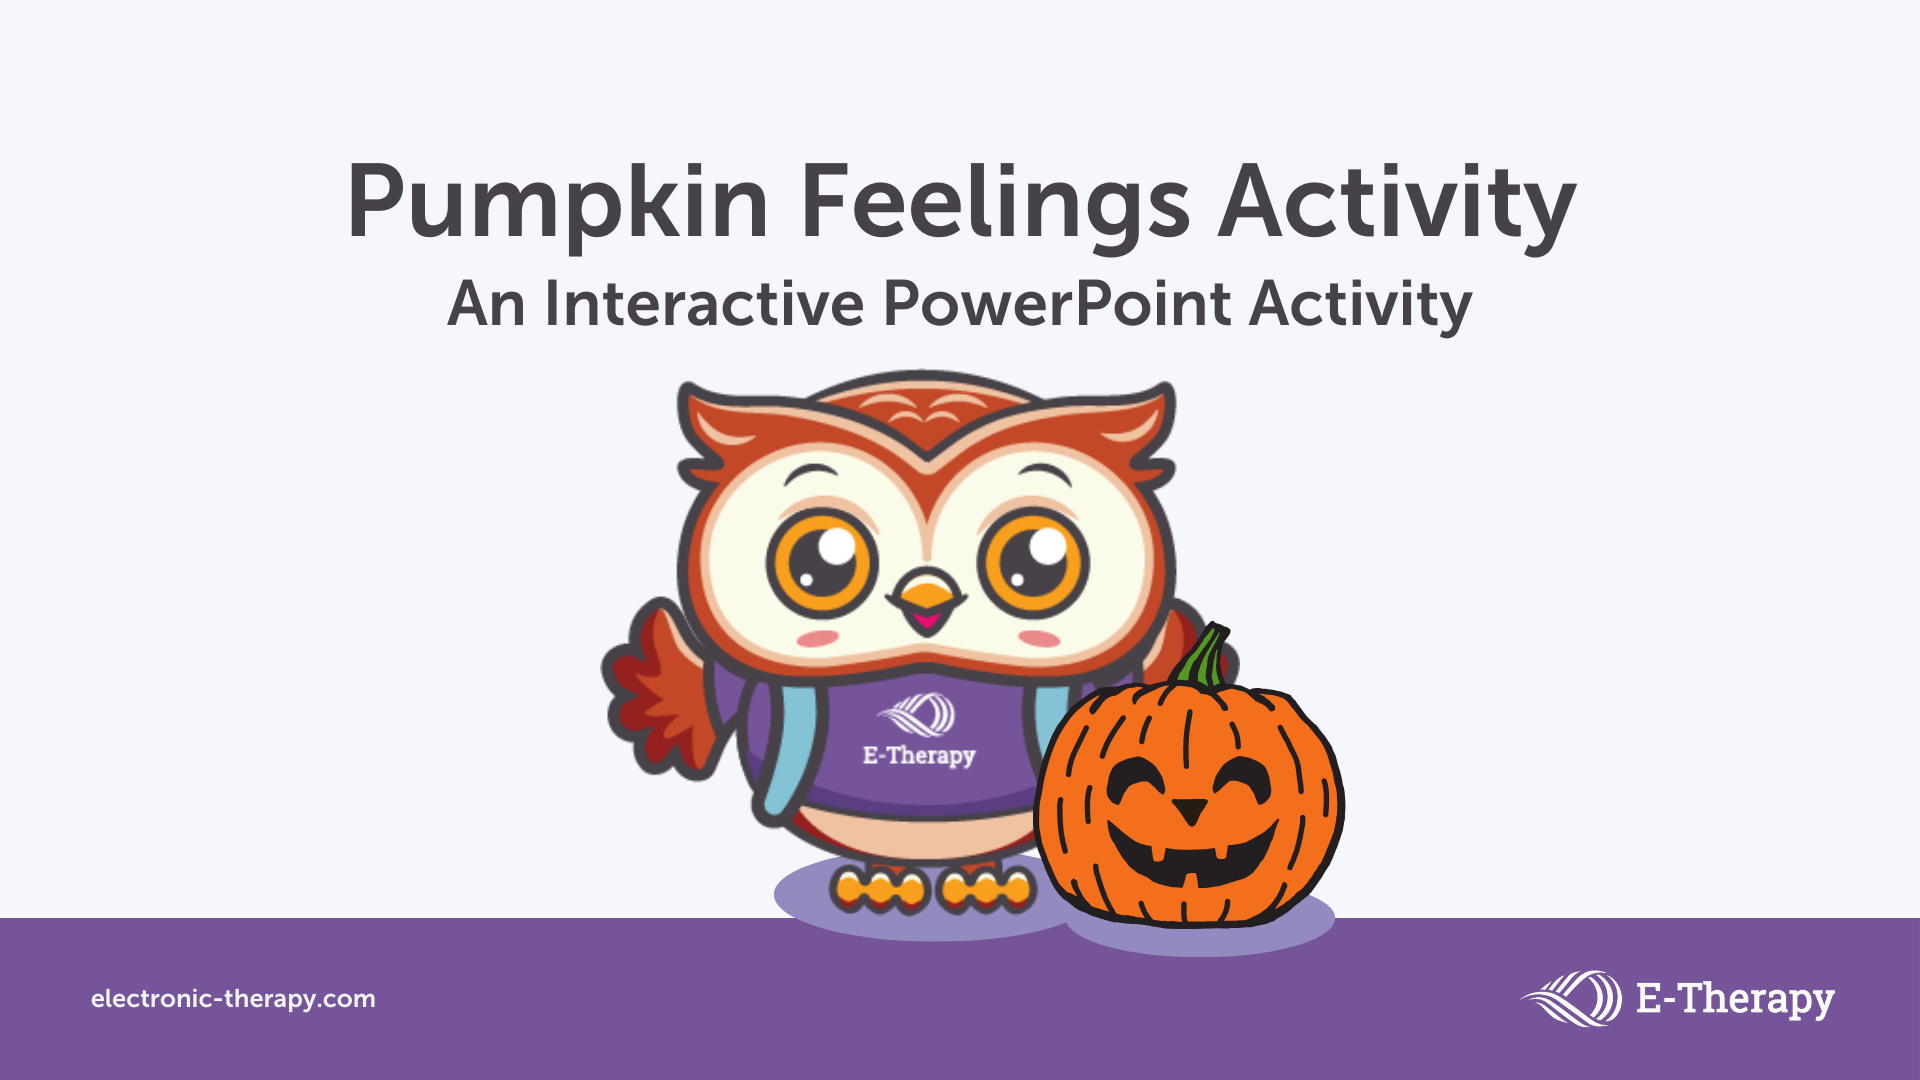 Pumpkin Feelings Activity
An Interactive PowerPoint Activity
E-Therapy
electronic-therapy.com
E-Therapy